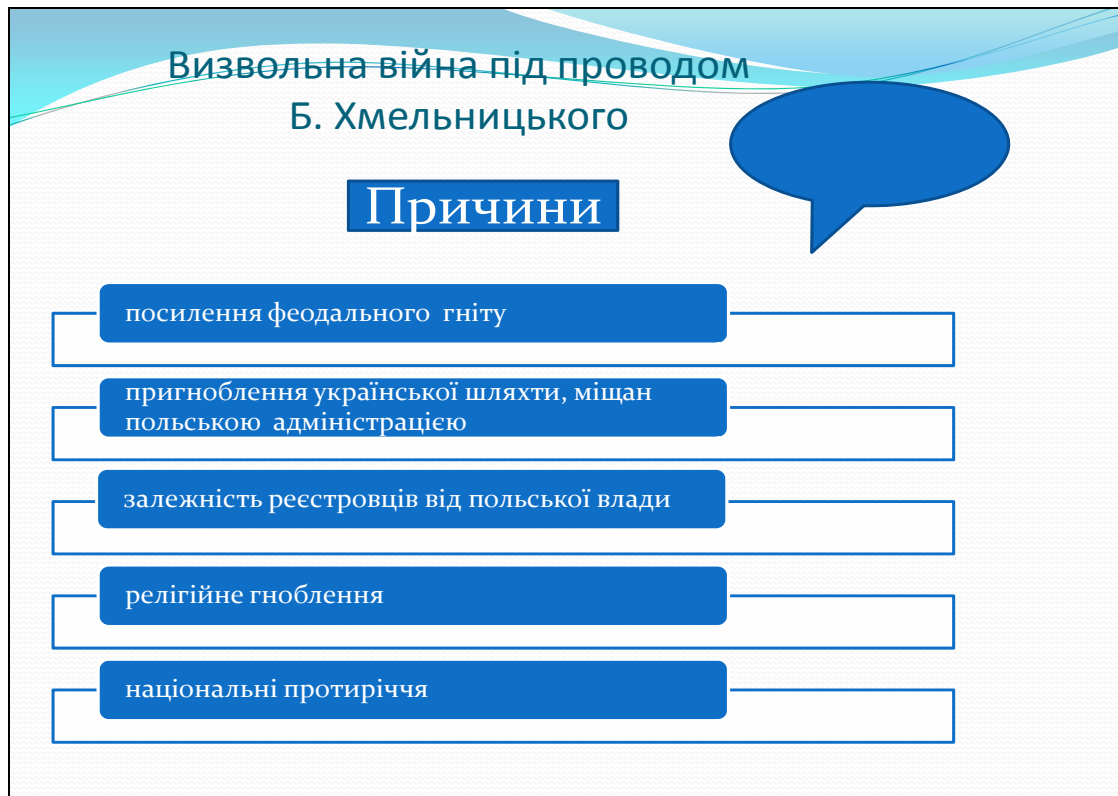 Визвольна війна під проводом
Б. Хмельницького
Причини
посилення феодального гніту
пригноблення української шляхти, міщан
польською адміністрацією
залежність реєстровців від польської влади
релігійне гноблення
національні протиріччя